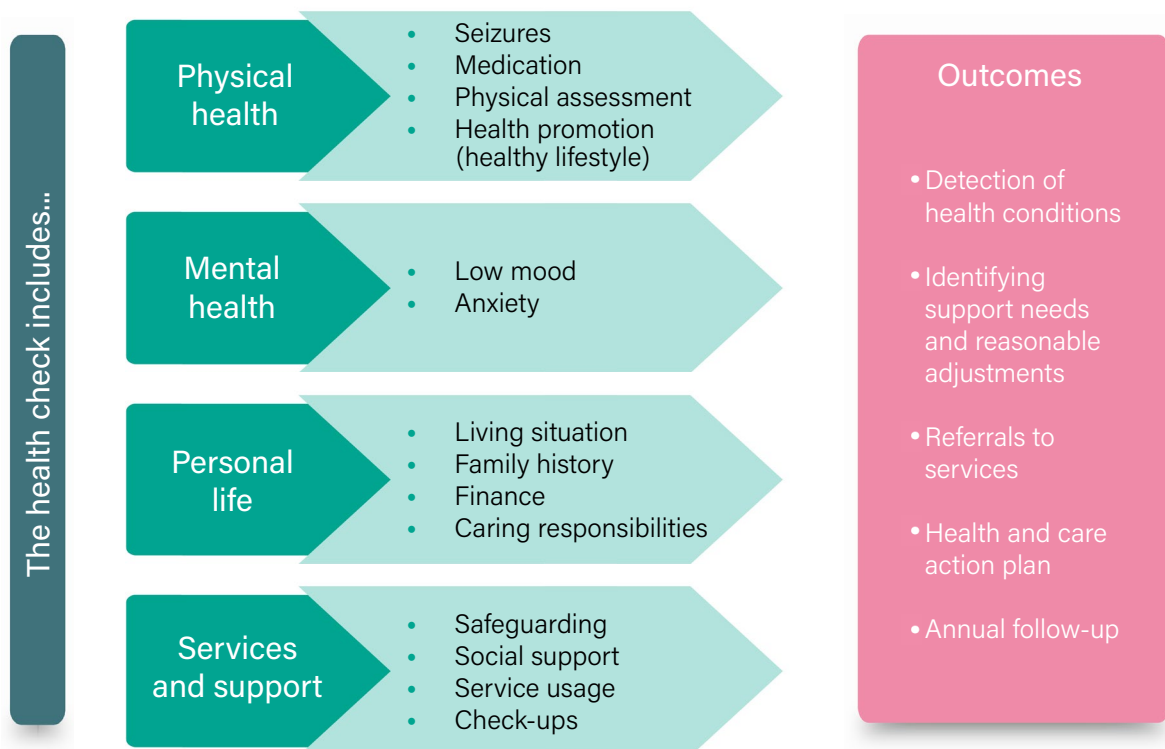 The health check includes...
Physical
health
• Seizures
• Medication
• Physical assessment
• Health promotion
(healthy lifestyle)
Mental
health
• Low mood
• Anxiety
Personal
life
• Living situation
• Family history
• Finance
• Caring responsibilities
Services
and support
• Safeguarding
• Social support
• Service usage
• Check-ups
Outcomes
• Detection of
health conditions
• Identifying
support needs
and reasonable
adjustments
• Referrals to
services
• Health and care
action plan
• Annual follow-up